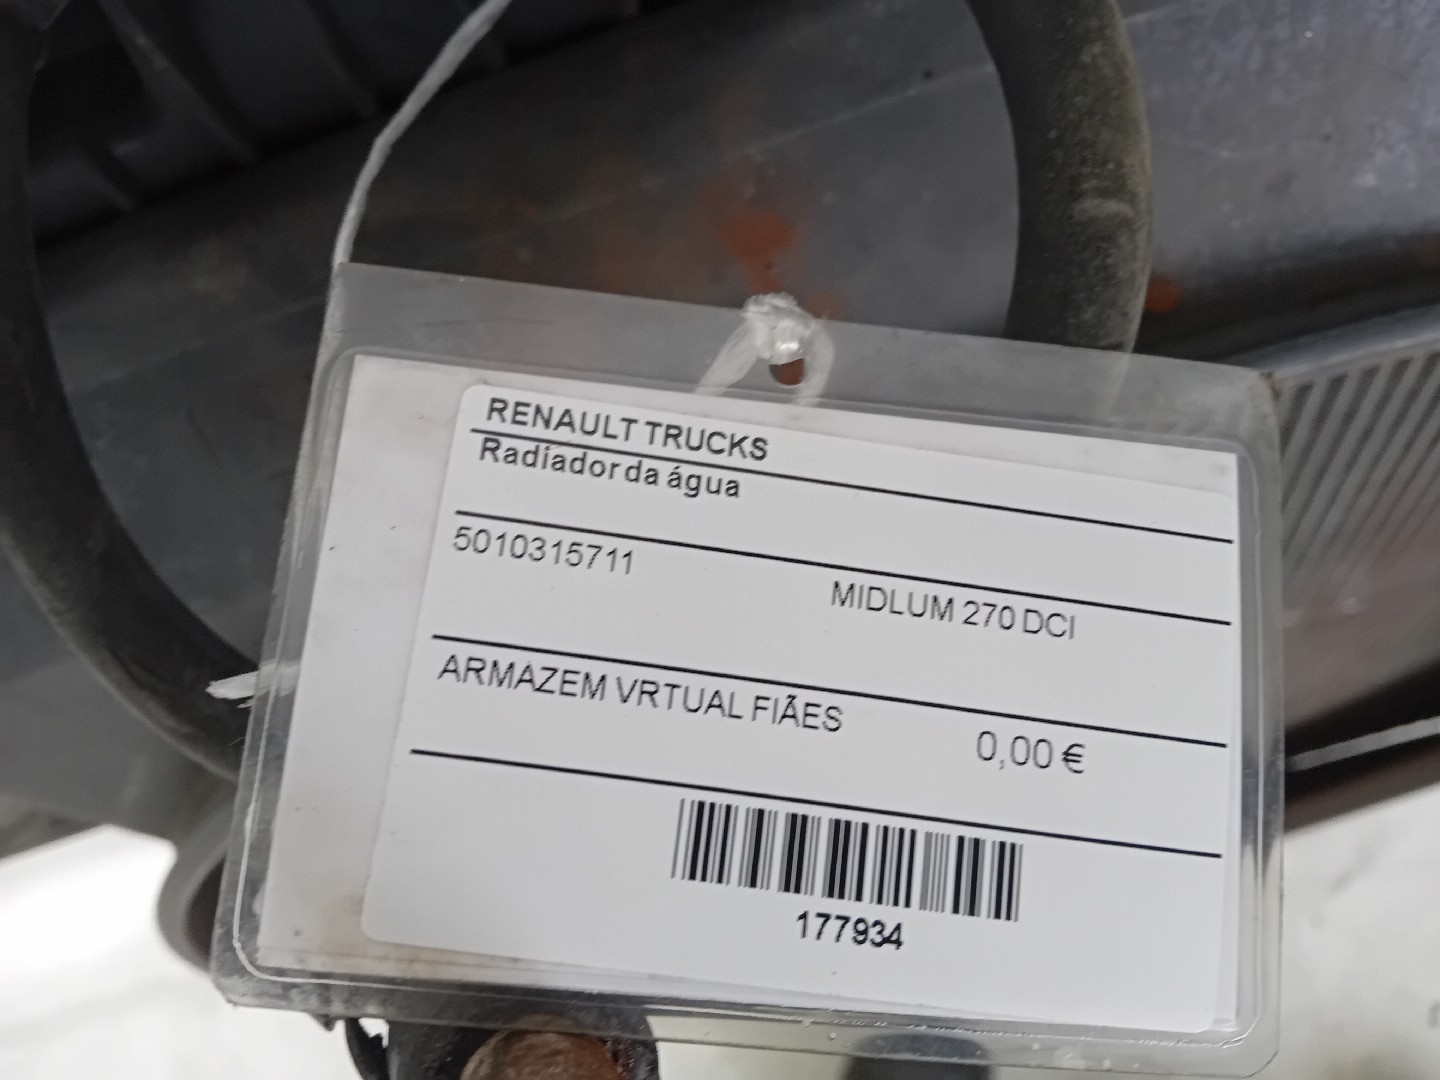 RENAULT TRUCKS
Radíador da água
5010315711
MIDLUM 270 DCI
ARMAZEM VRTUAL FIÃES
0,00 €
177934